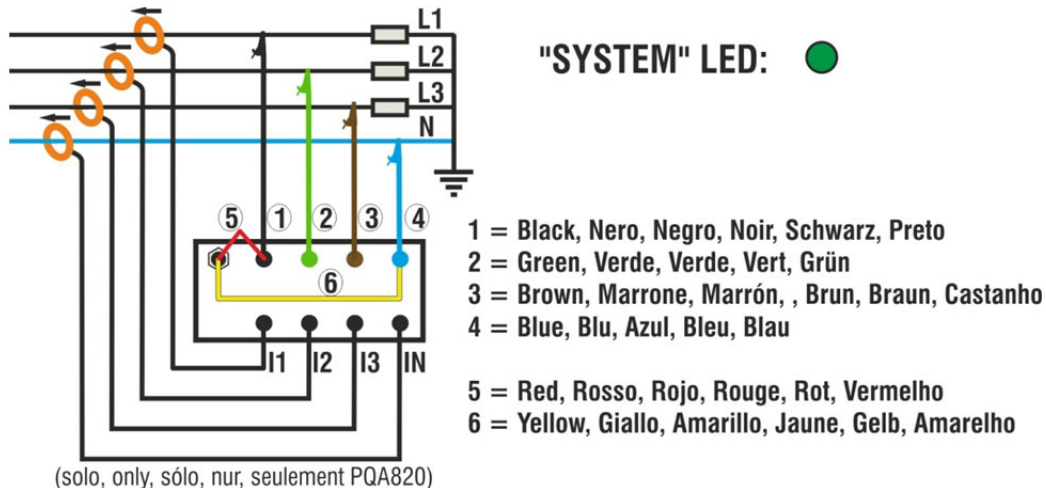 L1
L2
L3
N
"SYSTEM" LED:
5 1 2 3 4
6
I1 I2 I3 IN
(solo, only, sólo, nur, seulement PQA820)
1 = Black, Nero, Negro, Noir, Schwarz, Preto
2 = Green, Verde, Verde, Vert, Grün
3 = Brown, Marrone, Marrón, , Brun, Braun, Castanho
4 = Blue, Blu, Azul, Bleu, Blau
5 = Red, Rosso, Rojo, Rouge, Rot, Vermelho
6 = Yellow, Giallo, Amarillo, Jaune, Gelb, Amarelho